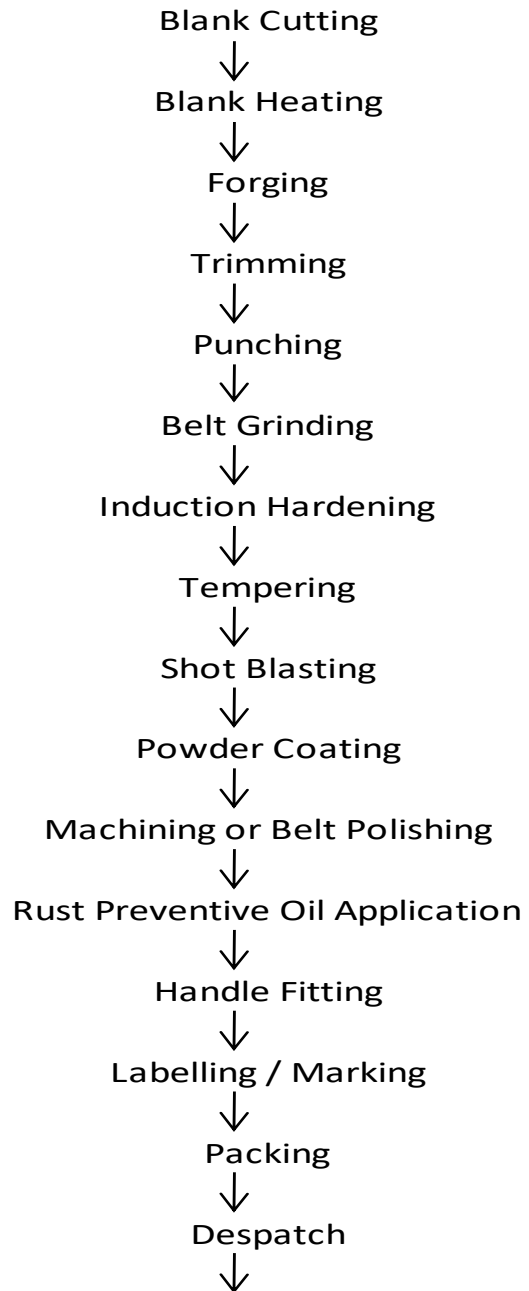 Blank Cutting
Blank Heating
Forging
Trimming
Punching
Belt Grinding
Induction Hardening
Tempering
Shot Blasting
Powder Coating
Machining or Belt Polishing
Rust Preventive Oil Application
Handle Fitting
Labelling / Marking
Packing
Despatch